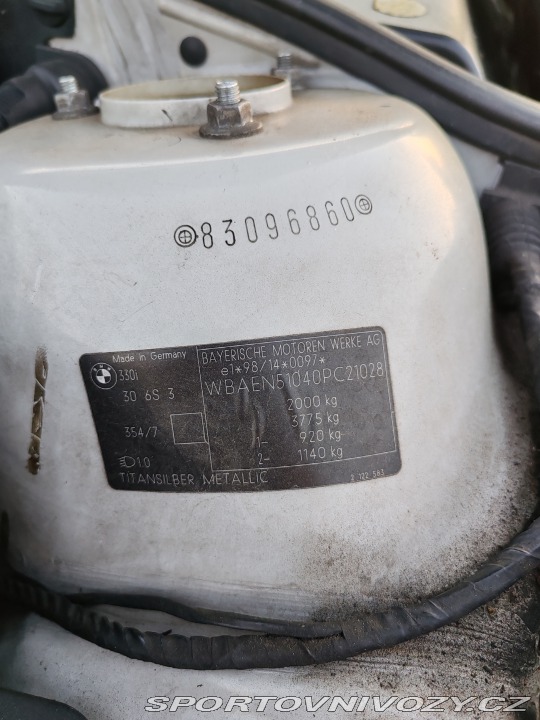 83096860
Made in Germany
BAYERISCHE MOTOREN WERKE AG
e1*98/14*0097*
330i
WBAEN51040PC21028
30 6S 3
2000 kg
3775 kg
354/7
1- 920 kg
2- 1140 kg
1.0
TITANSILBER METALLIC
SPORTOVNIVOZY.CZ